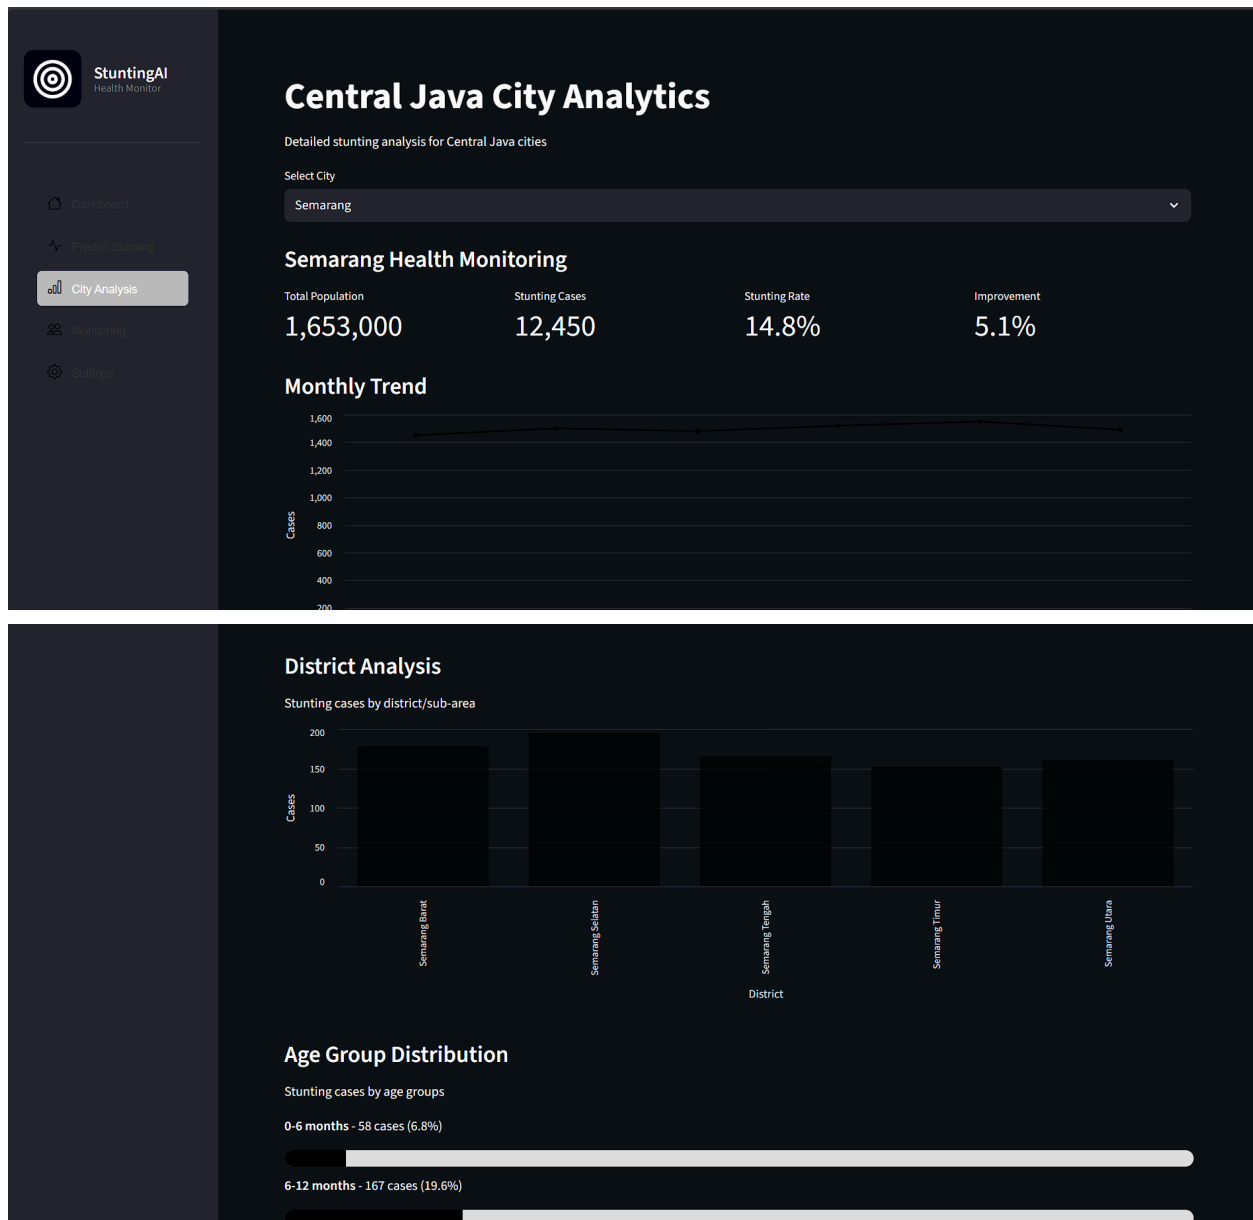 StuntingAI
Health Monitor
Dashboard
Predict Stunting
City Analysis
Monitoring
Settings
Central Java City Analytics
Detailed stunting analysis for Central Java cities
Select City
Semarang
Semarang Health Monitoring
Total Population
1,653,000
Stunting Cases
12,450
Stunting Rate
14.8%
Improvement
5.1%
Monthly Trend
1,600
1,400
1,200
1,000
800
600
400
200
Cases
District Analysis
Stunting cases by district/sub-area
200
150
100
50
0
Cases
Semarang Barat
Semarang Selatan
Semarang Tengah
Semarang Timur
Semarang Utara
District
Age Group Distribution
Stunting cases by age groups
0-6 months - 58 cases (6.8%)
6-12 months - 167 cases (19.6%)